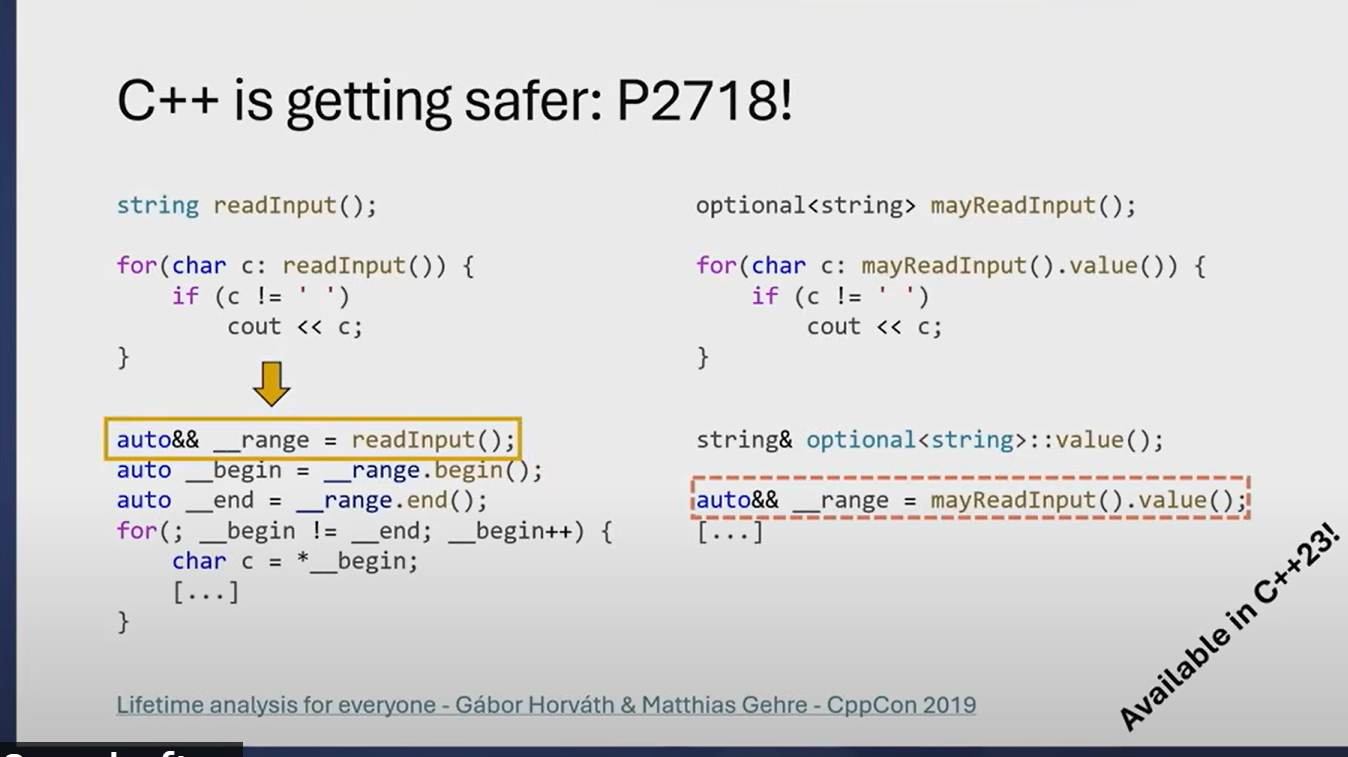 C++ is getting safer: P2718!
string readInput();
for(char c: readInput()) {
    if (c != ' ')
        cout << c;
}
auto&& __range = readInput();
auto __begin = __range.begin();
auto __end = __range.end();
for(; __begin != __end; __begin++) {
    char c = *__begin;
    [...]
}
optional<string> mayReadInput();
for(char c: mayReadInput().value()) {
    if (c != ' ')
        cout << c;
}
string& optional<string>::value();
auto&& __range = mayReadInput().value();
[...]
Available in C++23!
Lifetime analysis for everyone - Gábor Horváth & Matthias Gehre - CppCon 2019